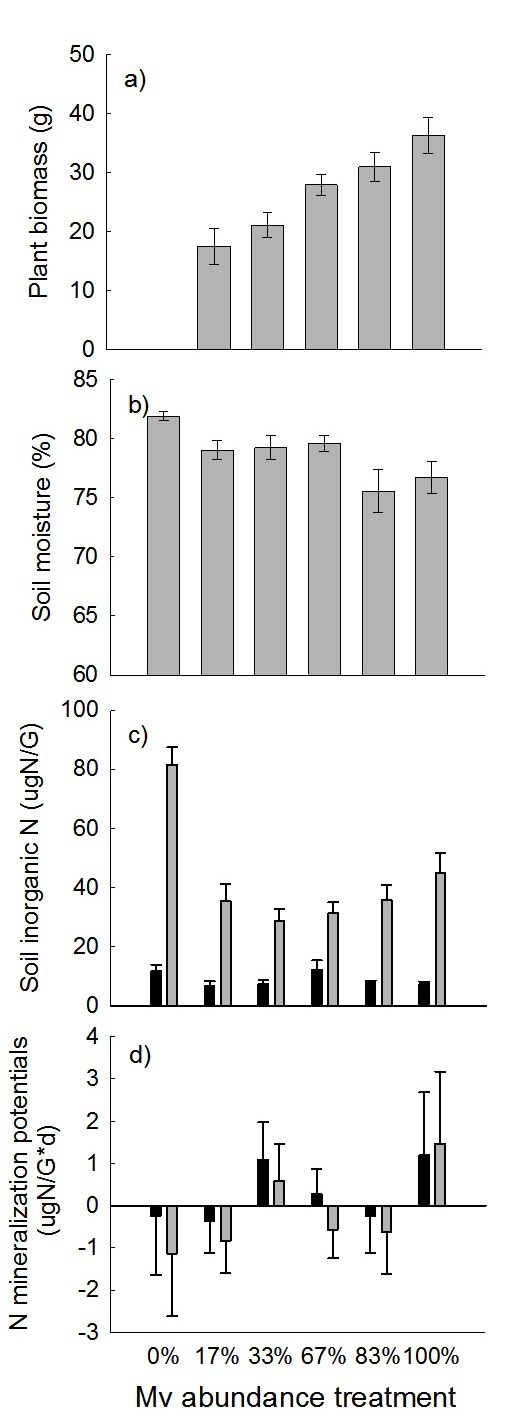 a)
50
40
30
20
10
0
Plant biomass (g)
b)
85
80
75
70
65
60
Soil moisture (%)
c)
100
80
60
40
20
0
Soil inorganic N (ugN/G)
d)
4
3
2
1
0
-1
-2
-3
N mineralization potentials
(ugN/G*d)
0% 17% 33% 67% 83% 100%
Mv abundance treatment